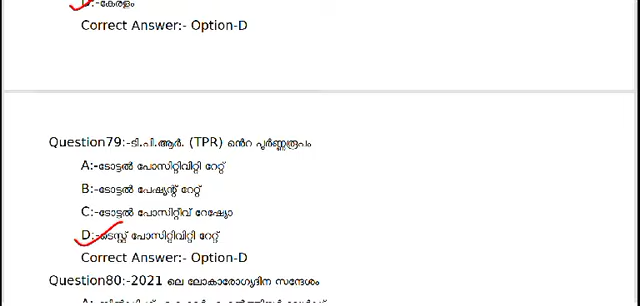 D:-കേരളം
Correct Answer:- Option-D
Question79:-ടി.പി.ആർ. (TPR) ന്‍റെ പൂർണ്ണരൂപം
A:-ടോട്ടൽ പോസിറ്റിവിറ്റി റേറ്റ്
B:-ടോട്ടൽ പേഷ്യന്റ് റേറ്റ്
C:-ടോട്ടൽ പോസിറ്റീവ് റേഷ്യോ
D:-ടെസ്റ്റ് പോസിറ്റിവിറ്റി റേറ്റ്
Correct Answer:- Option-D
Question80:-2021 ലെ ലോകാരോഗ്യദിന സന്ദേശം